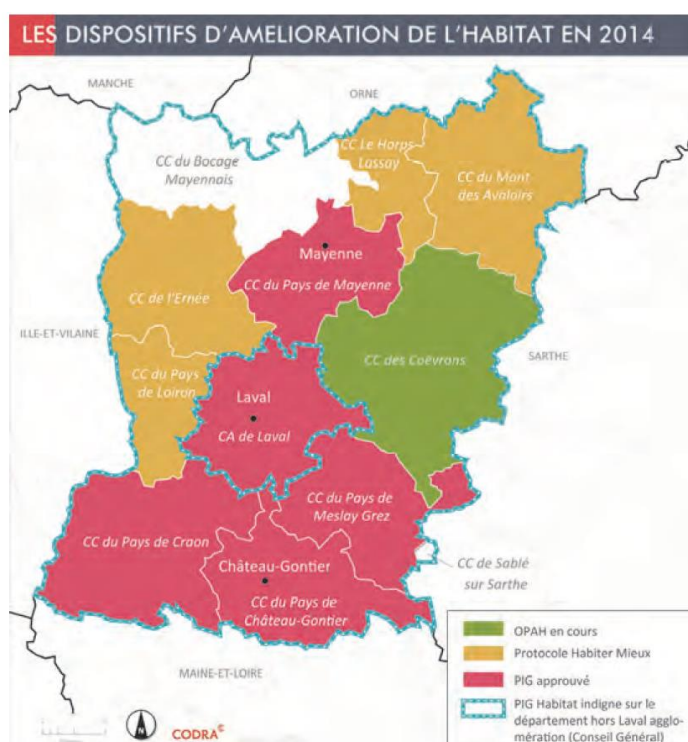 LES DISPOSITIFS D'AMELIORATION DE L'HABITAT EN 2014
MANCHE
ORNE
CC du Bocage
Mayennais
CC Le Horps
Lassay
CC du Mont
des Avaloirs
Mayenne
CC du Pays de Mayenne
CC de l'Ernée
ILLE-ET-VILAINE
CC des Coëvrons
SARTHE
CC du Pays
de Loiron
Laval
CA de Laval
CC du Pays de
Meslay Grez
CC du Pays de Craon
CC de Sablé
sur Sarthe
Château-Gontier
CC du Pays de
Château-Gontier
MAINE-ET-LOIRE
OPAH en cours
Protocole Habiter Mieux
PIG approuvé
PIG Habitat indigne sur le
département hors Laval agglo-
mération (Conseil Général)
N
CODRA©